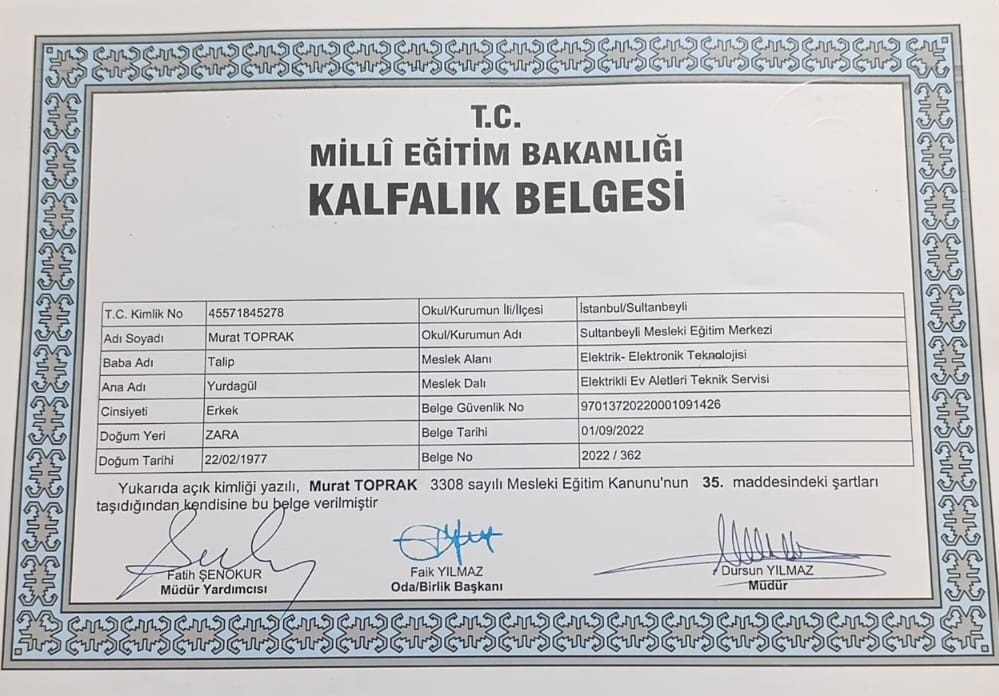 T.C.
MİLLÎ EĞİTİM BAKANLIĞI
KALFALIK BELGESİ
T.C. Kimlik No 45571845278 Okul/Kurumun İli/İlçesi İstanbul/Sultanbeyli
Adı Soyadı Murat TOPRAK Okul/Kurumun Adı Sultanbeyli Mesleki Eğitim Merkezi
Baba Adı Talip Meslek Alanı Elektrik- Elektronik Teknolojisi
Ana Adı Yurdagül Meslek Dalı Elektrikli Ev Aletleri Teknik Servisi
Cinsiyeti Erkek Belge Güvenlik No 97013720220001091426
Doğum Yeri ZARA Belge Tarihi 01/09/2022
Doğum Tarihi 22/02/1977 Belge No 2022 / 362
Yukarıda açık kimliği yazılı, Murat TOPRAK 3308 sayılı Mesleki Eğitim Kanunu'nun 35. maddesindeki şartları
taşıdığından kendisine bu belge verilmiştir
Fatih ŞENOKUR Faik YILMAZ Dursun YILMAZ
Müdür Yardımcısı Oda/Birlik Başkanı Müdür